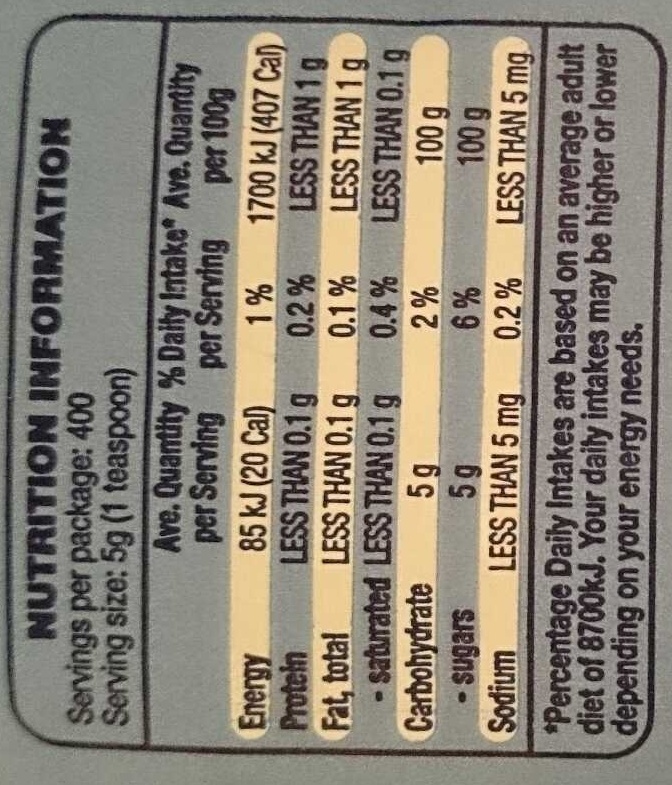 NUTRITION INFORMATION
Servings per package: 400
Serving size: 5g (1 teaspoon)
Ave. Quantity % Daily Intake* Ave. Quantity
per Serving per Serving per 100g
Energy 85 kJ (20 Cal) 1 % 1700 kJ (407 Cal)
Protein LESS THAN 0.1 g 0.2 % LESS THAN 1 g
Fat, total LESS THAN 0.1 g 0.1 % LESS THAN 1 g
- saturated LESS THAN 0.1 g 0.4 % LESS THAN 0.1 g
Carbohydrate 5 g 2 % 100 g
- sugars 5 g 6 % 100 g
Sodium LESS THAN 5 mg 0.2 % LESS THAN 5 mg
*Percentage Daily Intakes are based on an average adult
diet of 8700kJ. Your daily intakes may be higher or lower
depending on your energy needs.